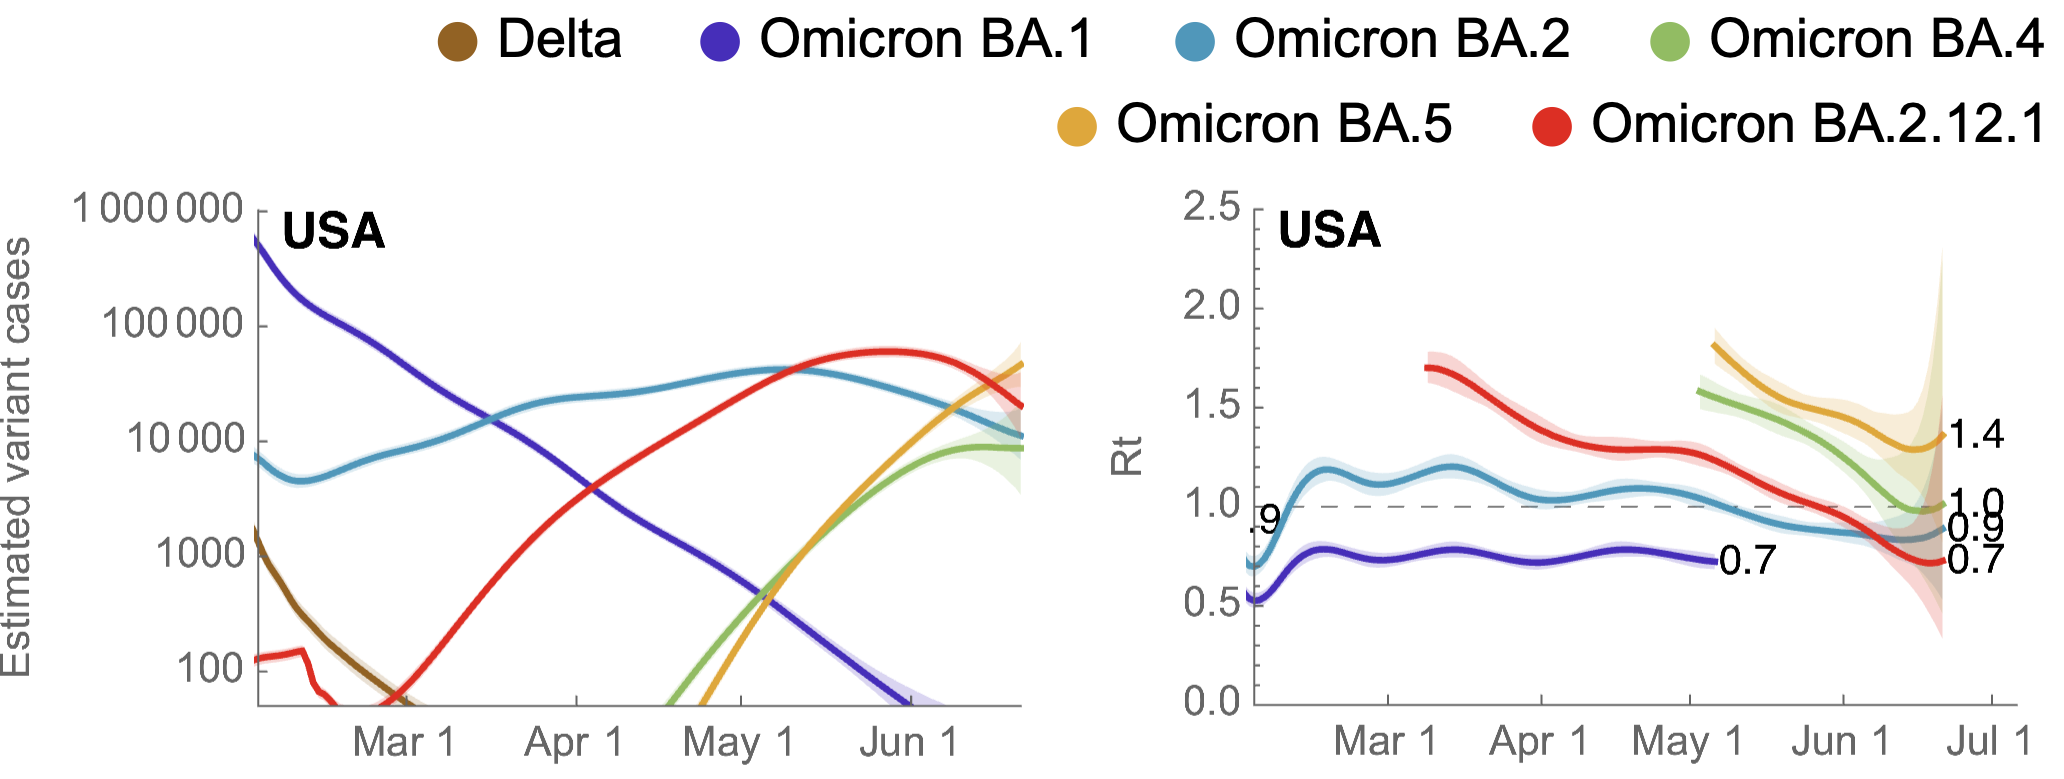 Delta Omicron BA.1 Omicron BA.2 Omicron BA.4
Omicron BA.5 Omicron BA.2.12.1
Estimated variant cases
1 000 000
100 000
10 000
1000
100
USA
Mar 1 Apr 1 May 1 Jun 1
Rt
2.5
2.0
1.5
1.0
0.5
0.0
USA
.9
0.7
1.4
1.0
0.9
0.7
Mar 1 Apr 1 May 1 Jun 1 Jul 1